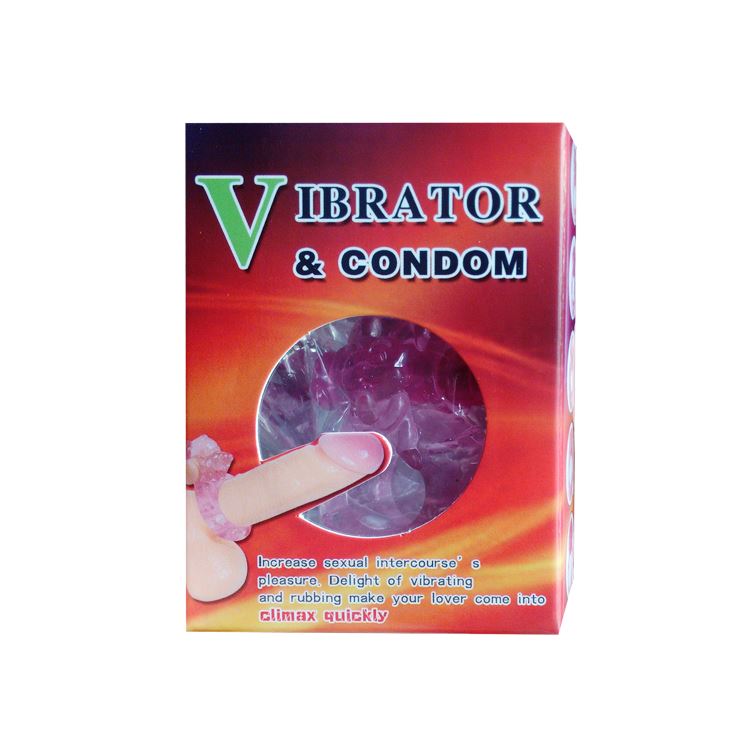 VIBRATOR
& CONDOM
Increase sexual intercourse's
pleasure. Delight of vibrating
and rubbing make your lover come into
climax quickly